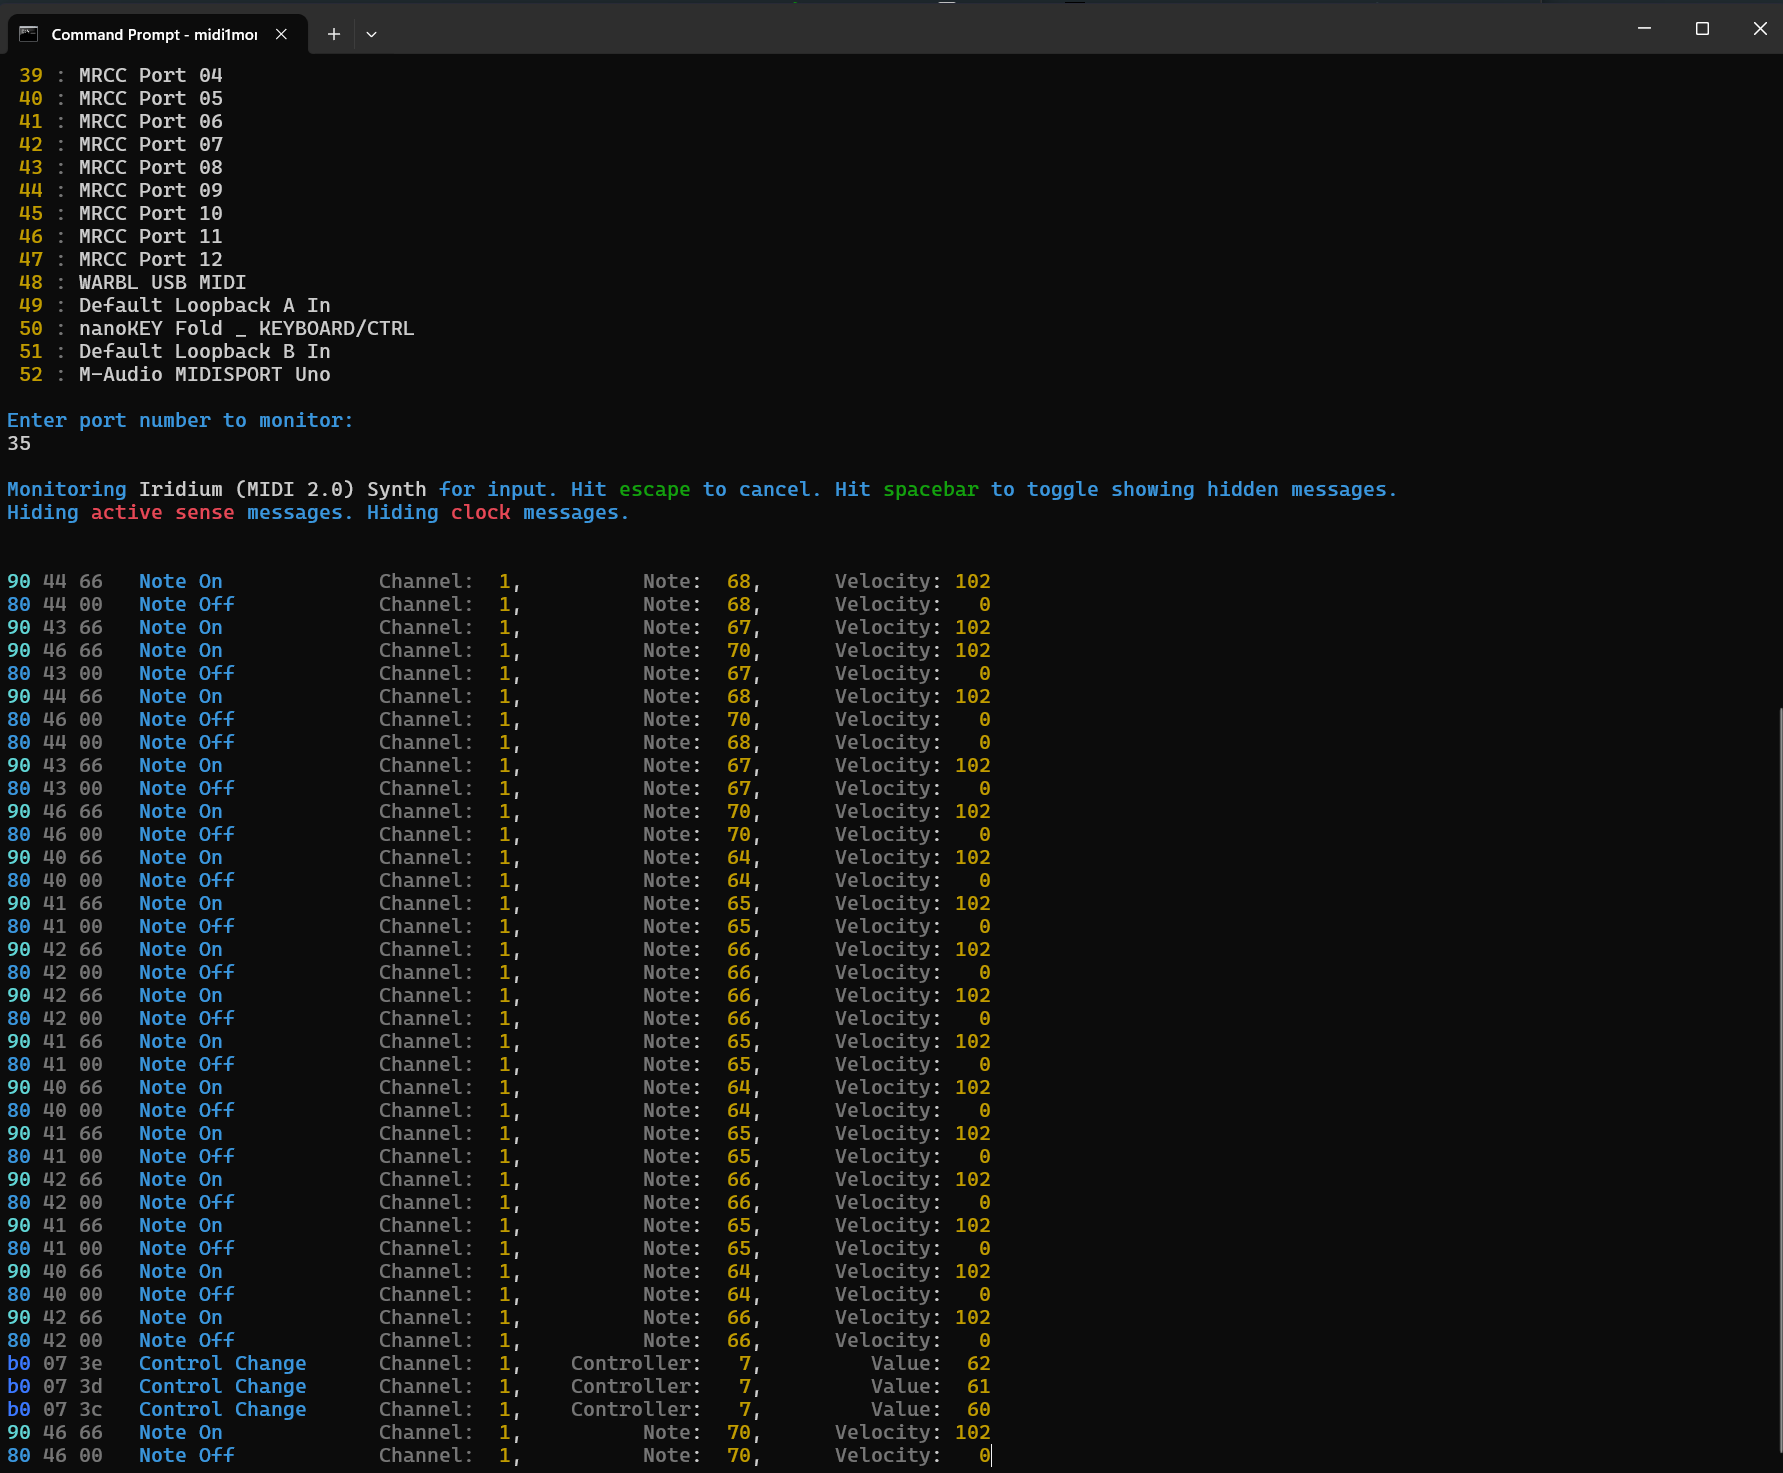 Command Prompt - midi1mo
39 : MRCC Port 04
40 : MRCC Port 05
41 : MRCC Port 06
42 : MRCC Port 07
43 : MRCC Port 08
44 : MRCC Port 09
45 : MRCC Port 10
46 : MRCC Port 11
47 : MRCC Port 12
48 : WARBL USB MIDI
49 : Default Loopback A In
50 : nanoKEY Fold _ KEYBOARD/CTRL
51 : Default Loopback B In
52 : M-Audio MIDISPORT Uno
Enter port number to monitor:
35
Monitoring Iridium (MIDI 2.0) Synth for input. Hit escape to cancel. Hit spacebar to toggle showing hidden messages.
Hiding active sense messages. Hiding clock messages.
90 44 66 Note On Channel: 1, Note: 68, Velocity: 102
80 44 00 Note Off Channel: 1, Note: 68, Velocity: 0
90 43 66 Note On Channel: 1, Note: 67, Velocity: 102
90 46 66 Note On Channel: 1, Note: 70, Velocity: 102
80 43 00 Note Off Channel: 1, Note: 67, Velocity: 0
90 44 66 Note On Channel: 1, Note: 68, Velocity: 102
80 46 00 Note Off Channel: 1, Note: 70, Velocity: 0
80 44 00 Note Off Channel: 1, Note: 68, Velocity: 0
90 43 66 Note On Channel: 1, Note: 67, Velocity: 102
80 43 00 Note Off Channel: 1, Note: 67, Velocity: 0
90 46 66 Note On Channel: 1, Note: 70, Velocity: 102
80 46 00 Note Off Channel: 1, Note: 70, Velocity: 0
90 40 66 Note On Channel: 1, Note: 64, Velocity: 102
80 40 00 Note Off Channel: 1, Note: 64, Velocity: 0
90 41 66 Note On Channel: 1, Note: 65, Velocity: 102
80 41 00 Note Off Channel: 1, Note: 65, Velocity: 0
90 42 66 Note On Channel: 1, Note: 66, Velocity: 102
80 42 00 Note Off Channel: 1, Note: 66, Velocity: 0
90 42 66 Note On Channel: 1, Note: 66, Velocity: 102
80 42 00 Note Off Channel: 1, Note: 66, Velocity: 0
90 41 66 Note On Channel: 1, Note: 65, Velocity: 102
80 41 00 Note Off Channel: 1, Note: 65, Velocity: 0
90 40 66 Note On Channel: 1, Note: 64, Velocity: 102
80 40 00 Note Off Channel: 1, Note: 64, Velocity: 0
90 41 66 Note On Channel: 1, Note: 65, Velocity: 102
80 41 00 Note Off Channel: 1, Note: 65, Velocity: 0
90 42 66 Note On Channel: 1, Note: 66, Velocity: 102
80 42 00 Note Off Channel: 1, Note: 66, Velocity: 0
90 41 66 Note On Channel: 1, Note: 65, Velocity: 102
80 41 00 Note Off Channel: 1, Note: 65, Velocity: 0
90 40 66 Note On Channel: 1, Note: 64, Velocity: 102
80 40 00 Note Off Channel: 1, Note: 64, Velocity: 0
90 42 66 Note On Channel: 1, Note: 66, Velocity: 102
80 42 00 Note Off Channel: 1, Note: 66, Velocity: 0
b0 07 3e Control Change Channel: 1, Controller: 7, Value: 62
b0 07 3d Control Change Channel: 1, Controller: 7, Value: 61
b0 07 3c Control Change Channel: 1, Controller: 7, Value: 60
90 46 66 Note On Channel: 1, Note: 70, Velocity: 102
80 46 00 Note Off Channel: 1, Note: 70, Velocity: 0